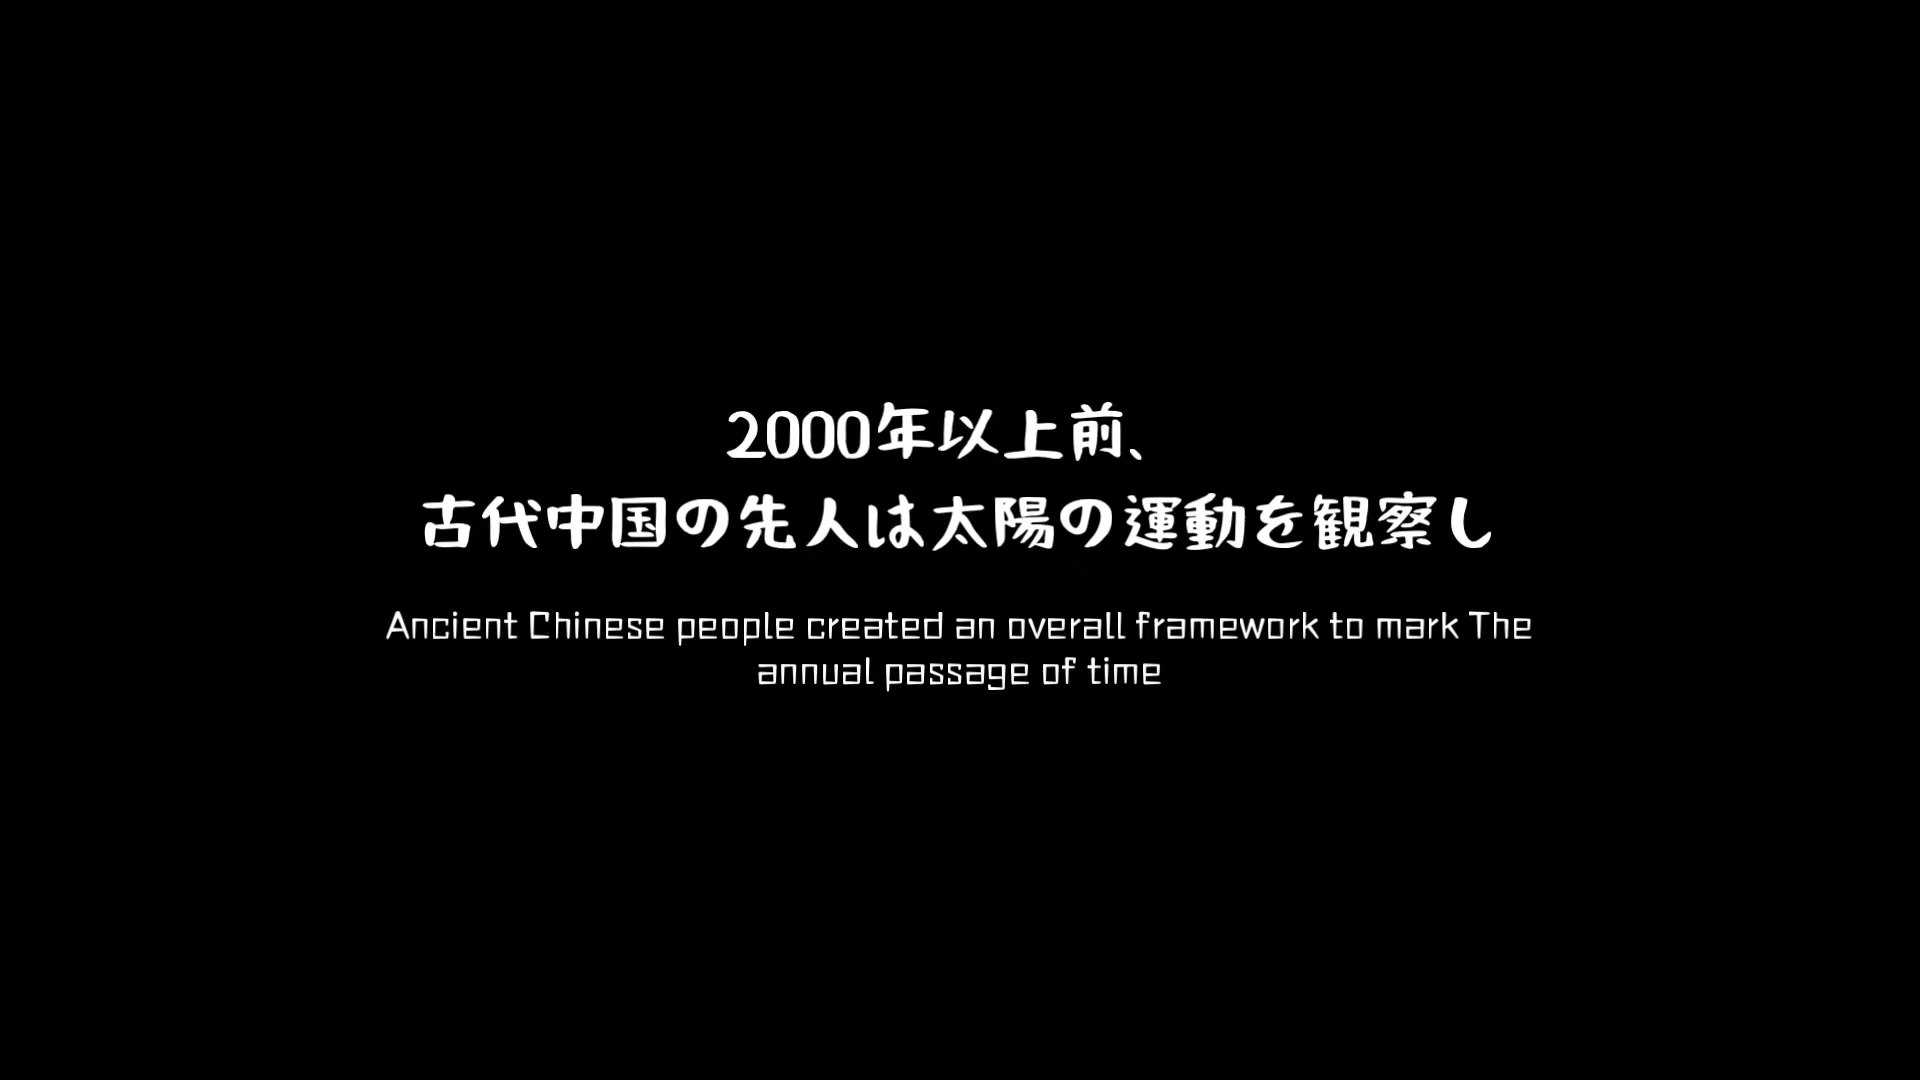 2000年以上前、
古代中国の先人は太陽の運動を観察し
Ancient Chinese people created an overall framework to mark The
annual passage of time